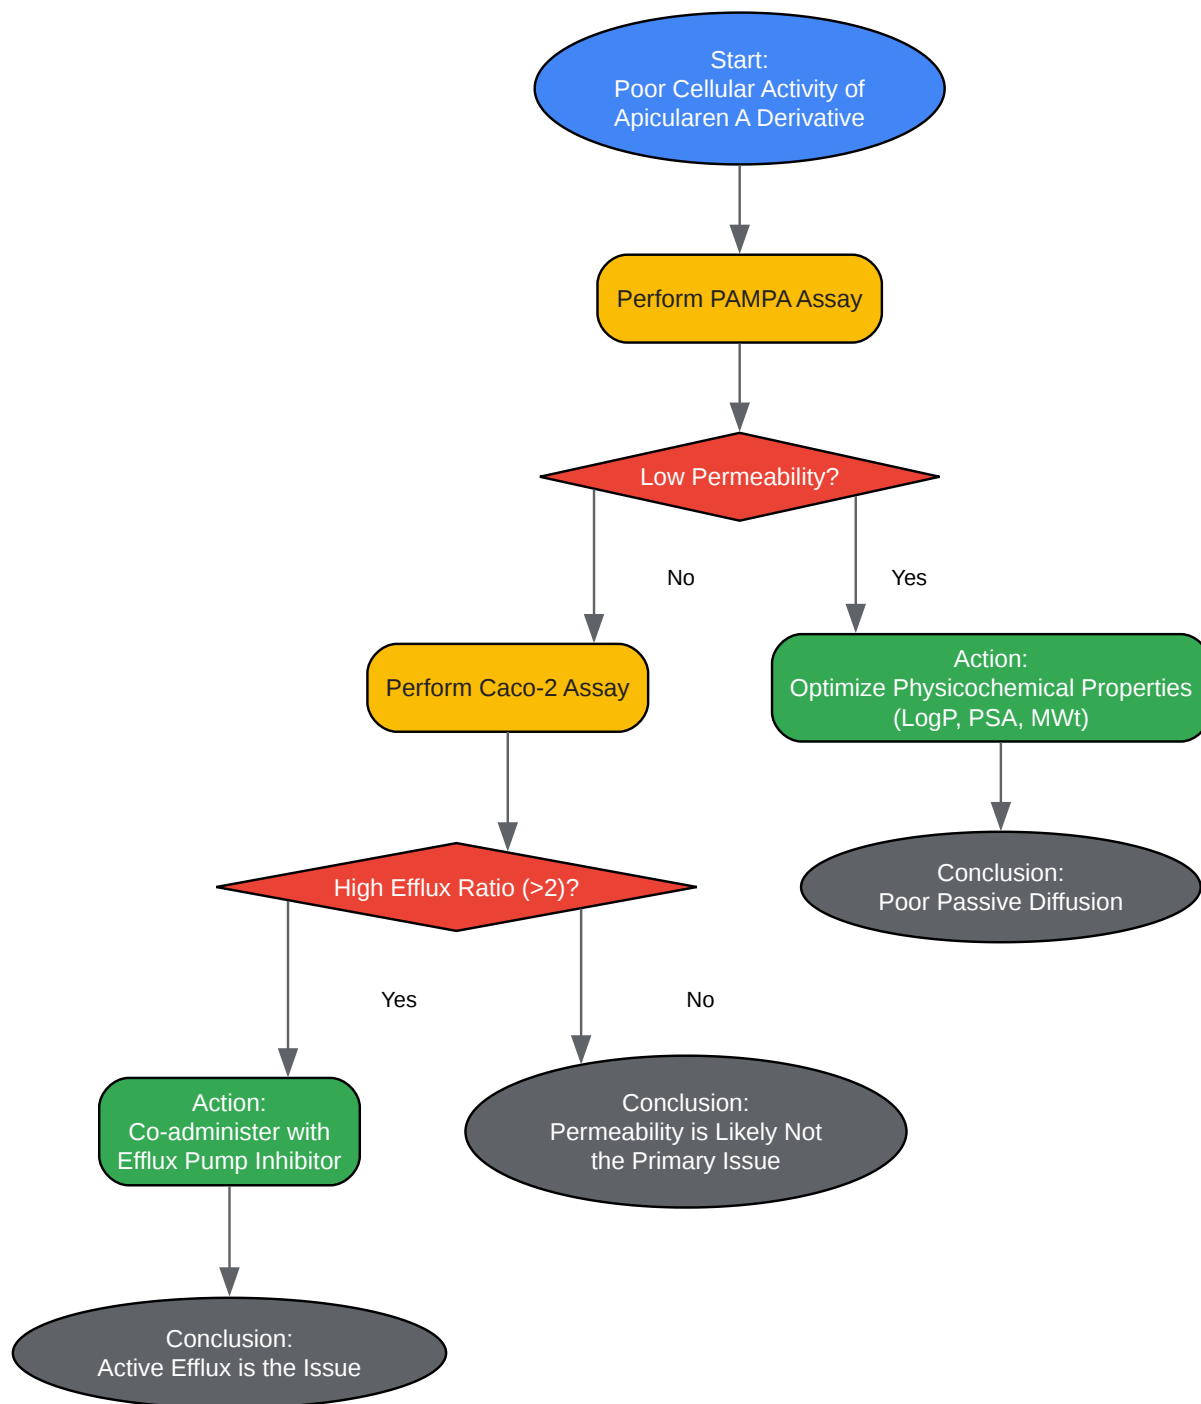 Start:
Poor Cellular Activity of
Apicularen A Derivative
Perform PAMPA Assay
Low Permeability?
No
Yes
Perform Caco-2 Assay
Action:
Optimize Physicochemical Properties
(LogP, PSA, MWt)
High Efflux Ratio (>2)?
Conclusion:
Poor Passive Diffusion
Yes
No
Action:
Co-administer with
Efflux Pump Inhibitor
Conclusion:
Permeability is Likely Not
the Primary Issue
Conclusion:
Active Efflux is the Issue